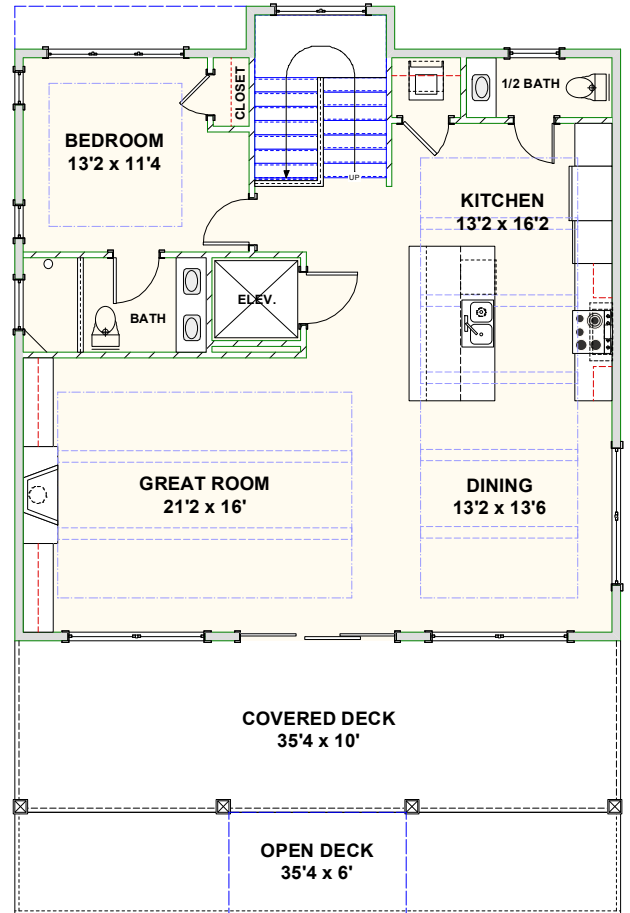 CLOSET
1/2 BATH
BEDROOM
13'2 x 11'4
UP
KITCHEN
13'2 x 16'2
ELEV.
BATH
GREAT ROOM
21'2 x 16'
DINING
13'2 x 13'6
COVERED DECK
35'4 x 10'
OPEN DECK
35'4 x 6'